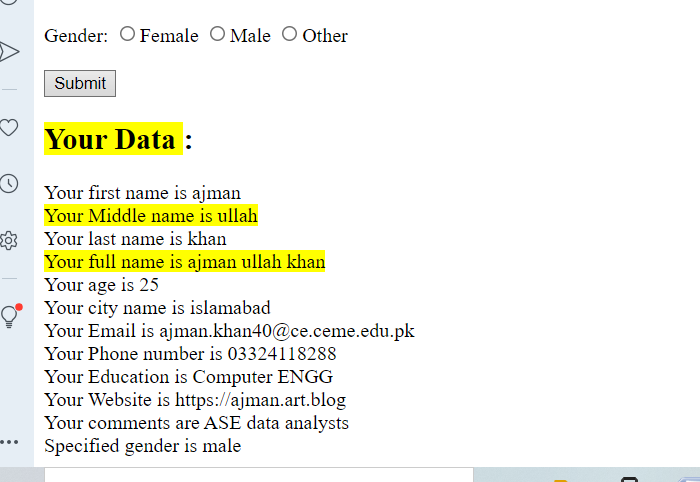 Gender: Female Male Other
Submit
Your Data :
Your first name is ajman
Your Middle name is ullah
Your last name is khan
Your full name is ajman ullah khan
Your age is 25
Your city name is islamabad
Your Email is ajman.khan40@ce.ceme.edu.pk
Your Phone number is 03324118288
Your Education is Computer ENGG
Your Website is https://ajman.art.blog
Your comments are ASE data analysts
Specified gender is male